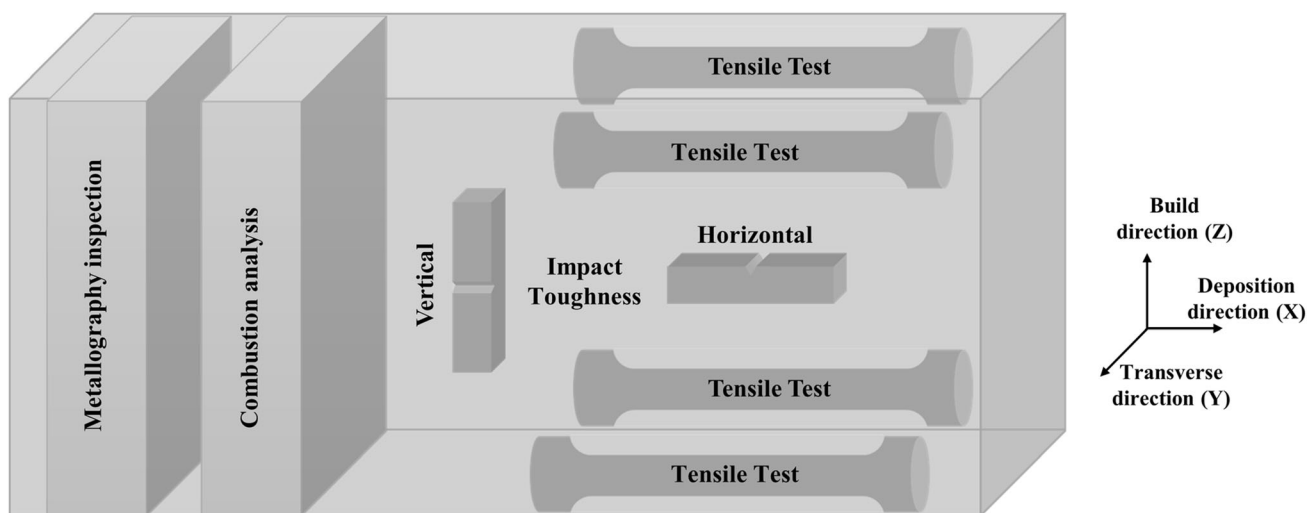 Metallography inspection
Combustion analysis
Tensile Test
Tensile Test
Vertical
Impact
Toughness
Horizontal
Tensile Test
Tensile Test
Build
direction (Z)
Deposition
direction (X)
Transverse
direction (Y)